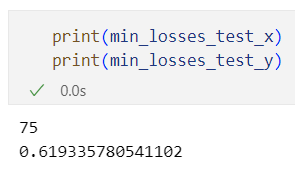 print(min_losses_test_x)
print(min_losses_test_y)
0.0s
75
0.619335780541102